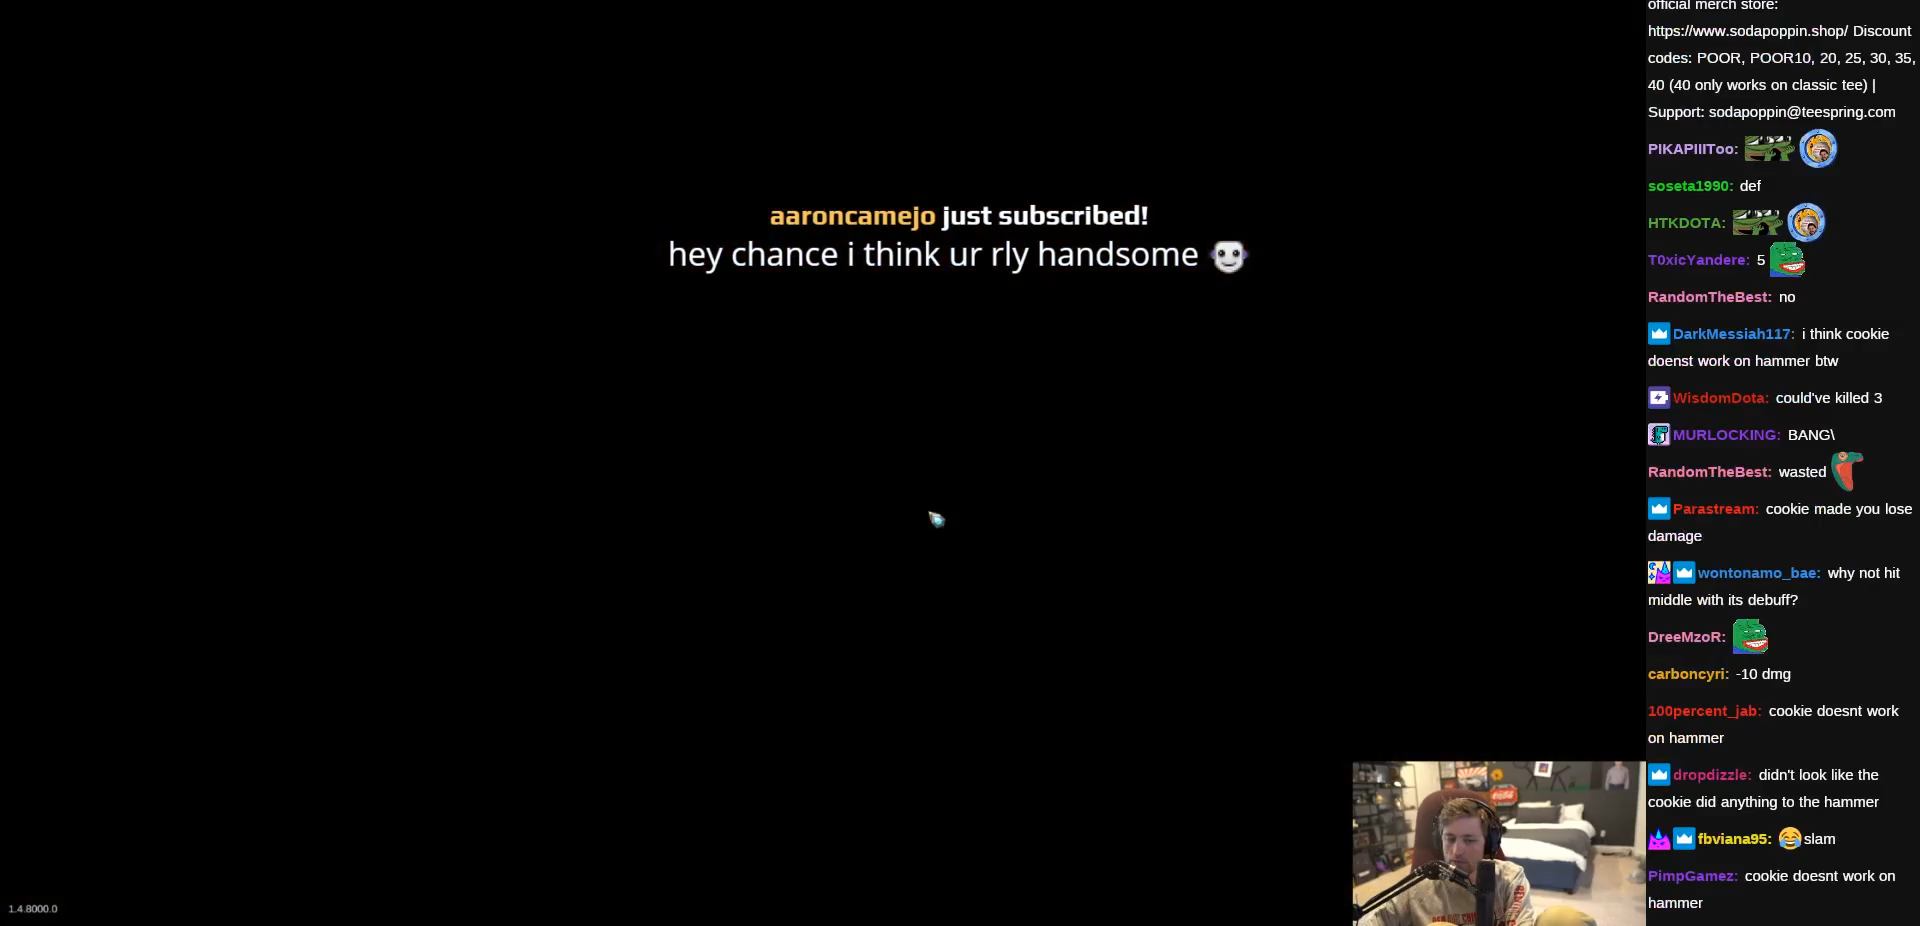 official merch store:
https://www.sodapoppin.shop/ Discount
codes: POOR, POOR10, 20, 25, 30, 35,
40 (40 only works on classic tee) |
Support: sodapoppin@teespring.com
PIKAPIIIToo:
soseta1990: def
HTKDOTA:
T0xicYandere: 5
RandomTheBest: no
DarkMessiah117: i think cookie
doenst work on hammer btw
WisdomDota: could've killed 3
MURLOCKING: BANG\
RandomTheBest: wasted
Parastream: cookie made you lose
damage
wontonamo_bae: why not hit
middle with its debuff?
DreeMzoR:
carboncyri: -10 dmg
100percent_jab: cookie doesnt work
on hammer
dropdizzle: didn't look like the
cookie did anything to the hammer
fbviana95: 😂 slam
PimpGamez: cookie doesnt work on
hammer
aaroncamejo just subscribed!
hey chance i think ur rly handsome
1.4.8000.0